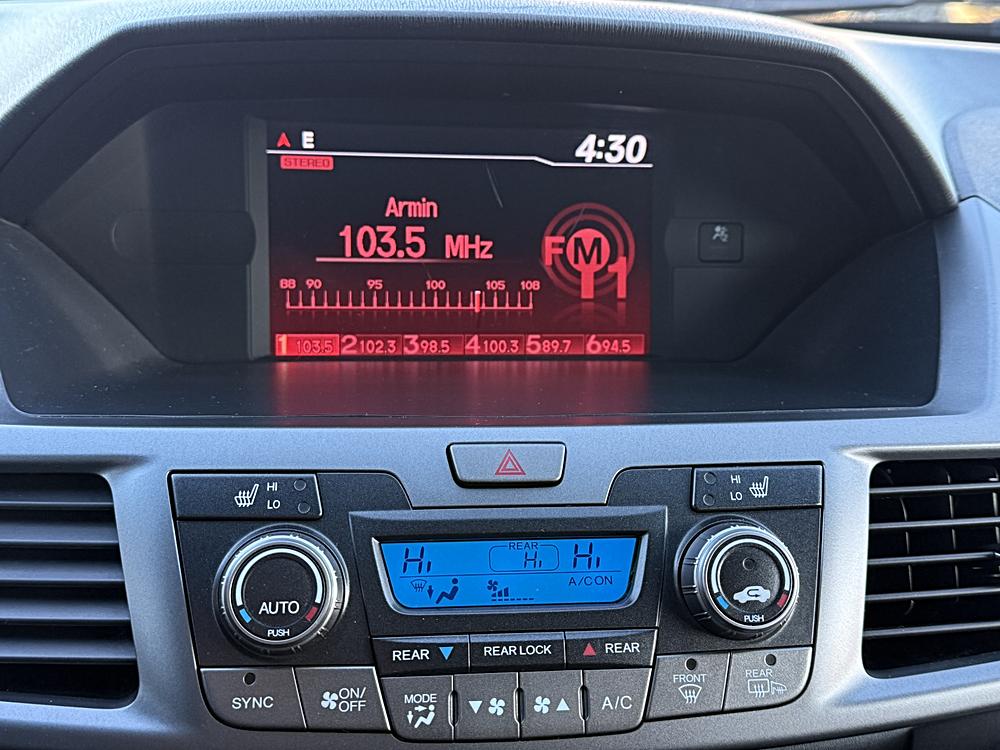 A E
4:30
STEREO
Armin
103.5 MHz
FM1
88 90 95 100 105 108
1 103.5 2 102.3 3 98.5 4 100.3 5 89.7 6 94.5
HI
LO
HI
LO
Hi
REAR
Hi
Hi
A/C ON
AUTO
PUSH
PUSH
REAR
REAR LOCK
REAR
SYNC
ON/OFF
MODE
A/C
FRONT
REAR